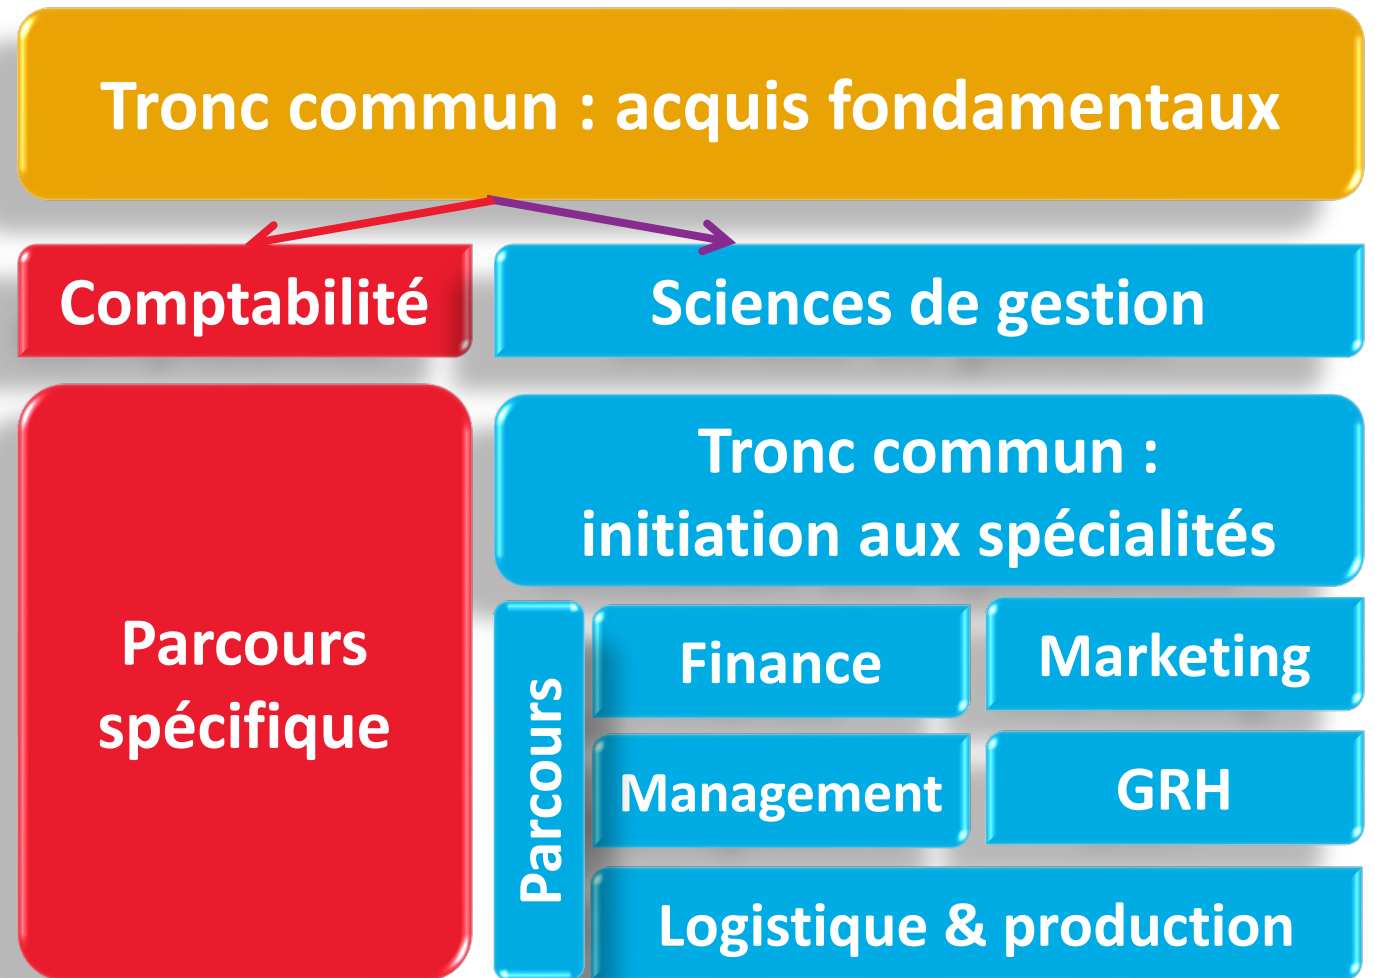 Tronc commun : acquis fondamentaux
Comptabilité
Sciences de gestion
Parcours
spécifique
Tronc commun :
initiation aux spécialités
Parcours
Finance
Marketing
Management
GRH
Logistique & production